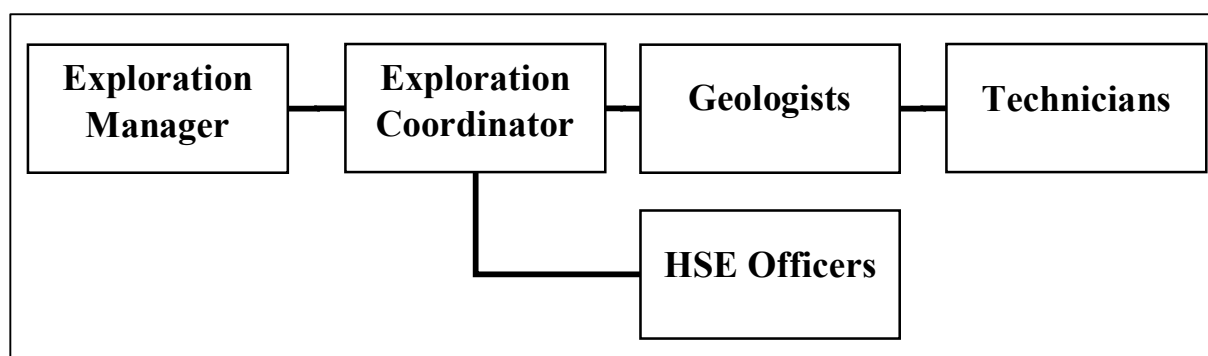 Exploration
Manager
Exploration
Coordinator
Geologists
Technicians
HSE Officers